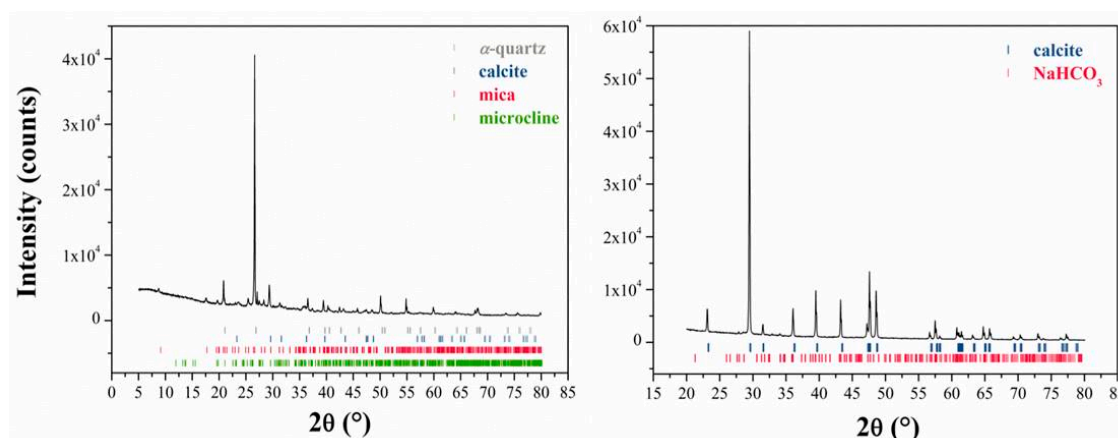 Intensity (counts)
4x10⁴
3x10⁴
2x10⁴
1x10⁴
0
α-quartz
calcite
mica
microcline
0 5 10 15 20 25 30 35 40 45 50 55 60 65 70 75 80 85
2θ (°)
6x10⁴
5x10⁴
4x10⁴
3x10⁴
2x10⁴
1x10⁴
0
calcite
NaHCO₃
15 20 25 30 35 40 45 50 55 60 65 70 75 80 8
2θ (°)